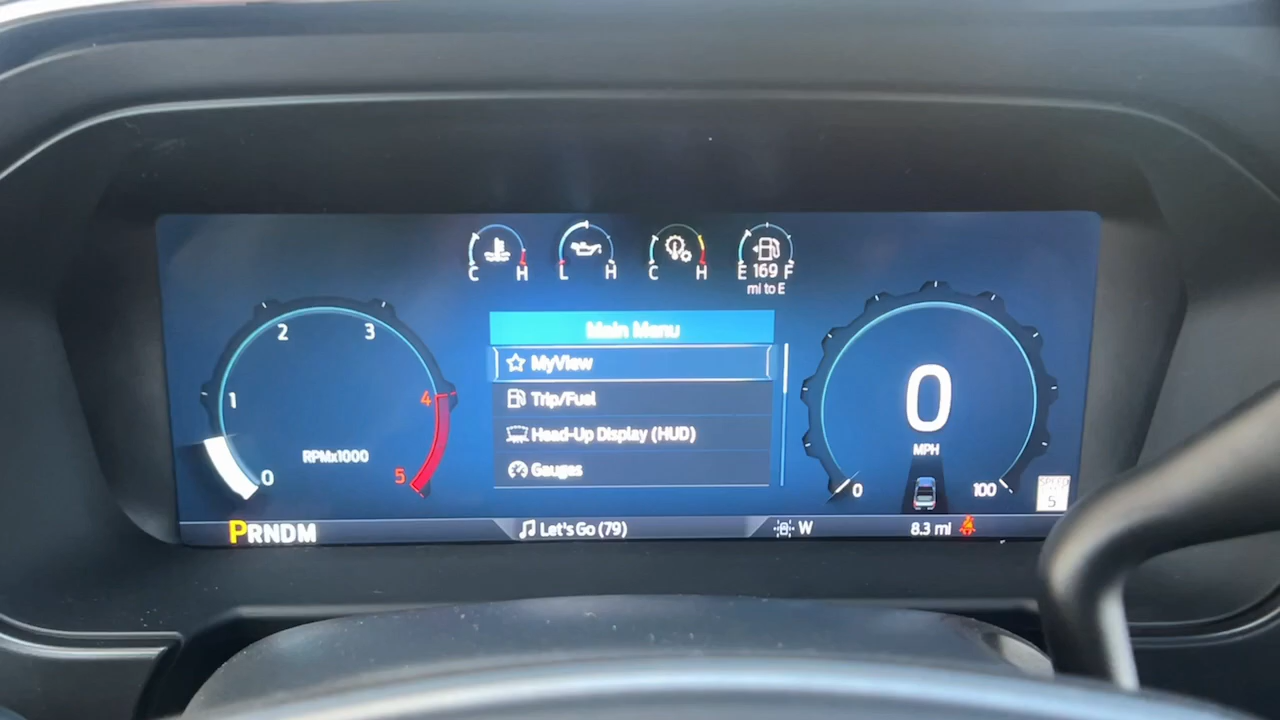 C H
L H
C H
E 169 F
mi to E
2 3
1 4
0 5
RPMx1000
Main Menu
MyView
Trip/Fuel
Head-Up Display (HUD)
Gauges
0
MPH
0 100
SPEED
5
PRNDM
Let's Go (79)
W
8.3 mi